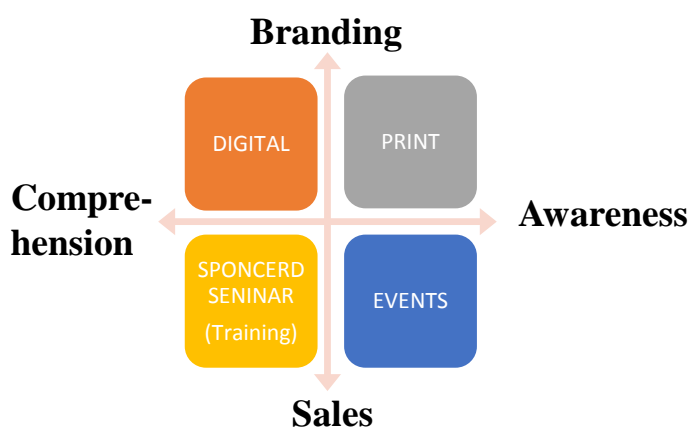 Branding
DIGITAL
PRINT
Compre-
hension
Awareness
SPONCERD
SENINAR
(Training)
EVENTS
Sales